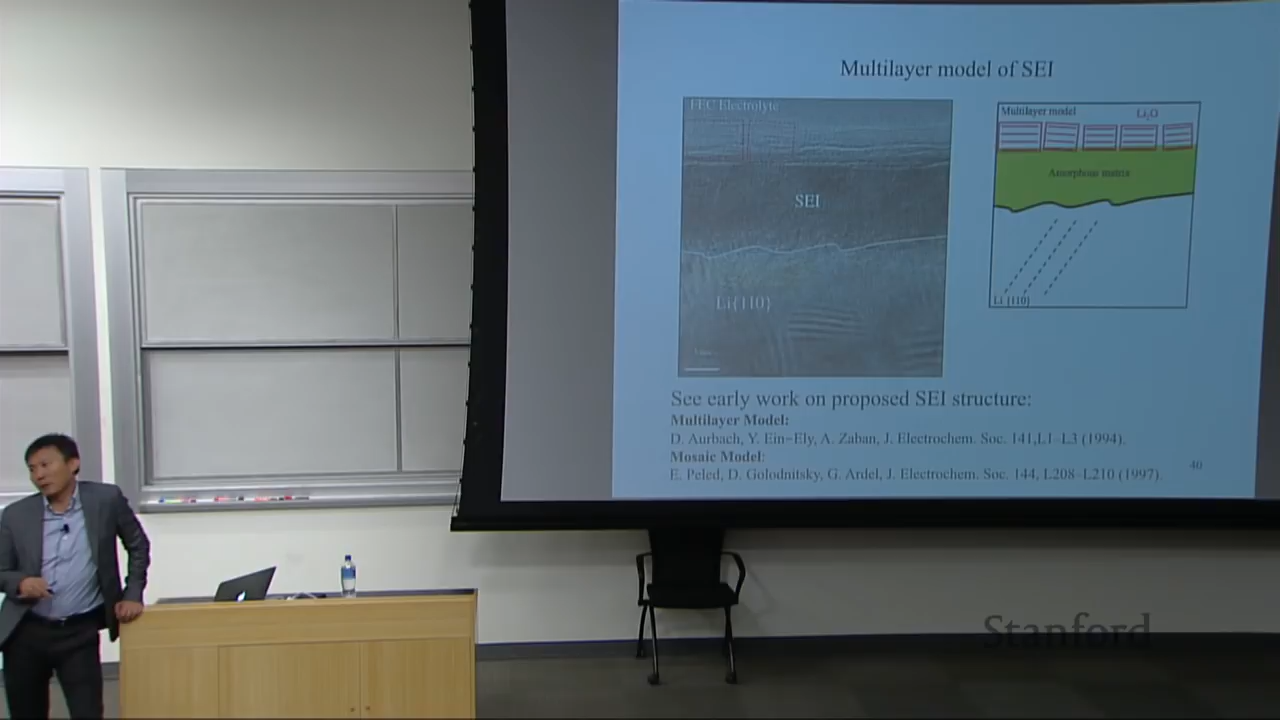 Multilayer model of SEI
FEC Electrolyte
SEI
Li{110}
Multilayer model
Li₂O
Amorphous matrix
Li {110}
See early work on proposed SEI structure:
Multilayer Model:
D. Aurbach, Y. Ein-Ely, A. Zaban, J. Electrochem. Soc. 141,L1-L3 (1994).
Mosaic Model:
E. Peled, D. Golodnitsky, G. Ardel, J. Electrochem. Soc. 144, L208-L210 (1997).
40
Stanford